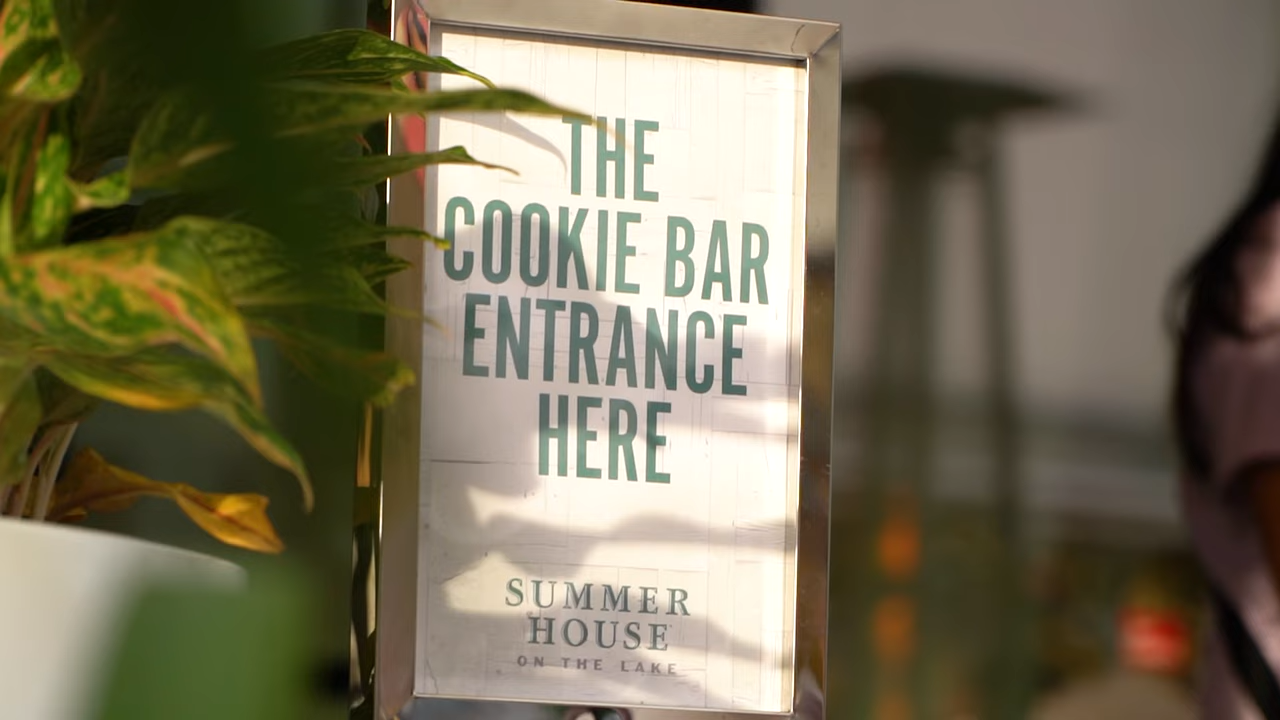 THE
COOKIE BAR
ENTRANCE
HERE
SUMMER
HOUSE
ON THE LAKE